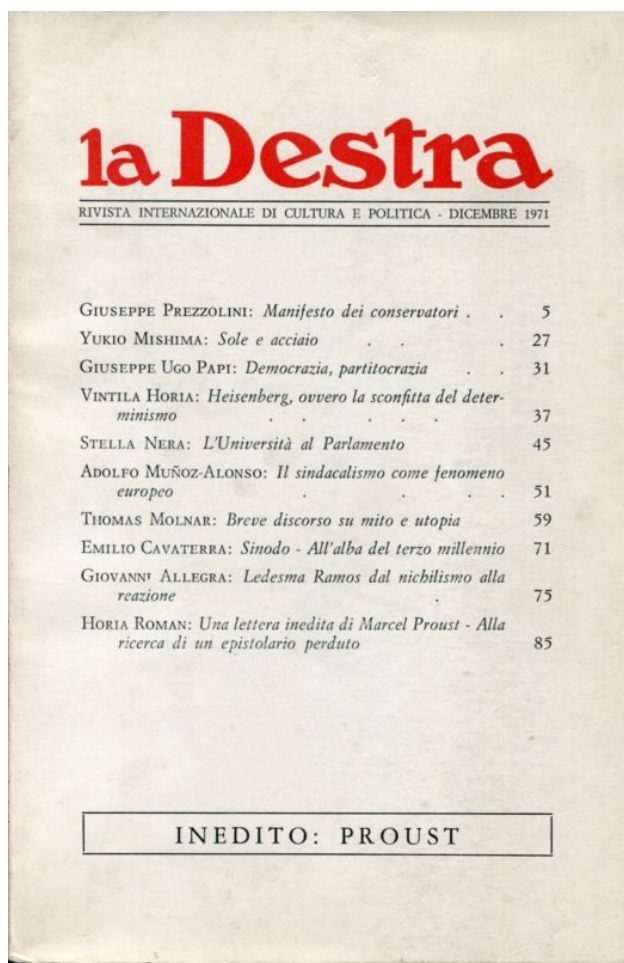 la Destra
RIVISTA INTERNAZIONALE DI CULTURA E POLITICA - DICEMBRE 1971
GIUSEPPE PREZZOLINI: Manifesto dei conservatori . . 5
YUKIO MISHIMA: Sole e acciaio . . . 27
GIUSEPPE UGO PAPI: Democrazia, partitocrazia . . 31
VINTILA HORIA: Heisenberg, ovvero la sconfitta del deter-
minismo . . . . . 37
STELLA NERA: L'Università al Parlamento 45
ADOLFO MUÑOZ-ALONSO: Il sindacalismo come fenomeno
europeo . . . . 51
THOMAS MOLNAR: Breve discorso su mito e utopia 59
EMILIO CAVATERRA: Sinodo - All'alba del terzo millennio 71
GIOVANNI ALLEGRA: Ledesma Ramos dal nichilismo alla
reazione . 75
HORIA ROMAN: Una lettera inedita di Marcel Proust - Alla
ricerca di un epistolario perduto 85
INEDITO: PROUST